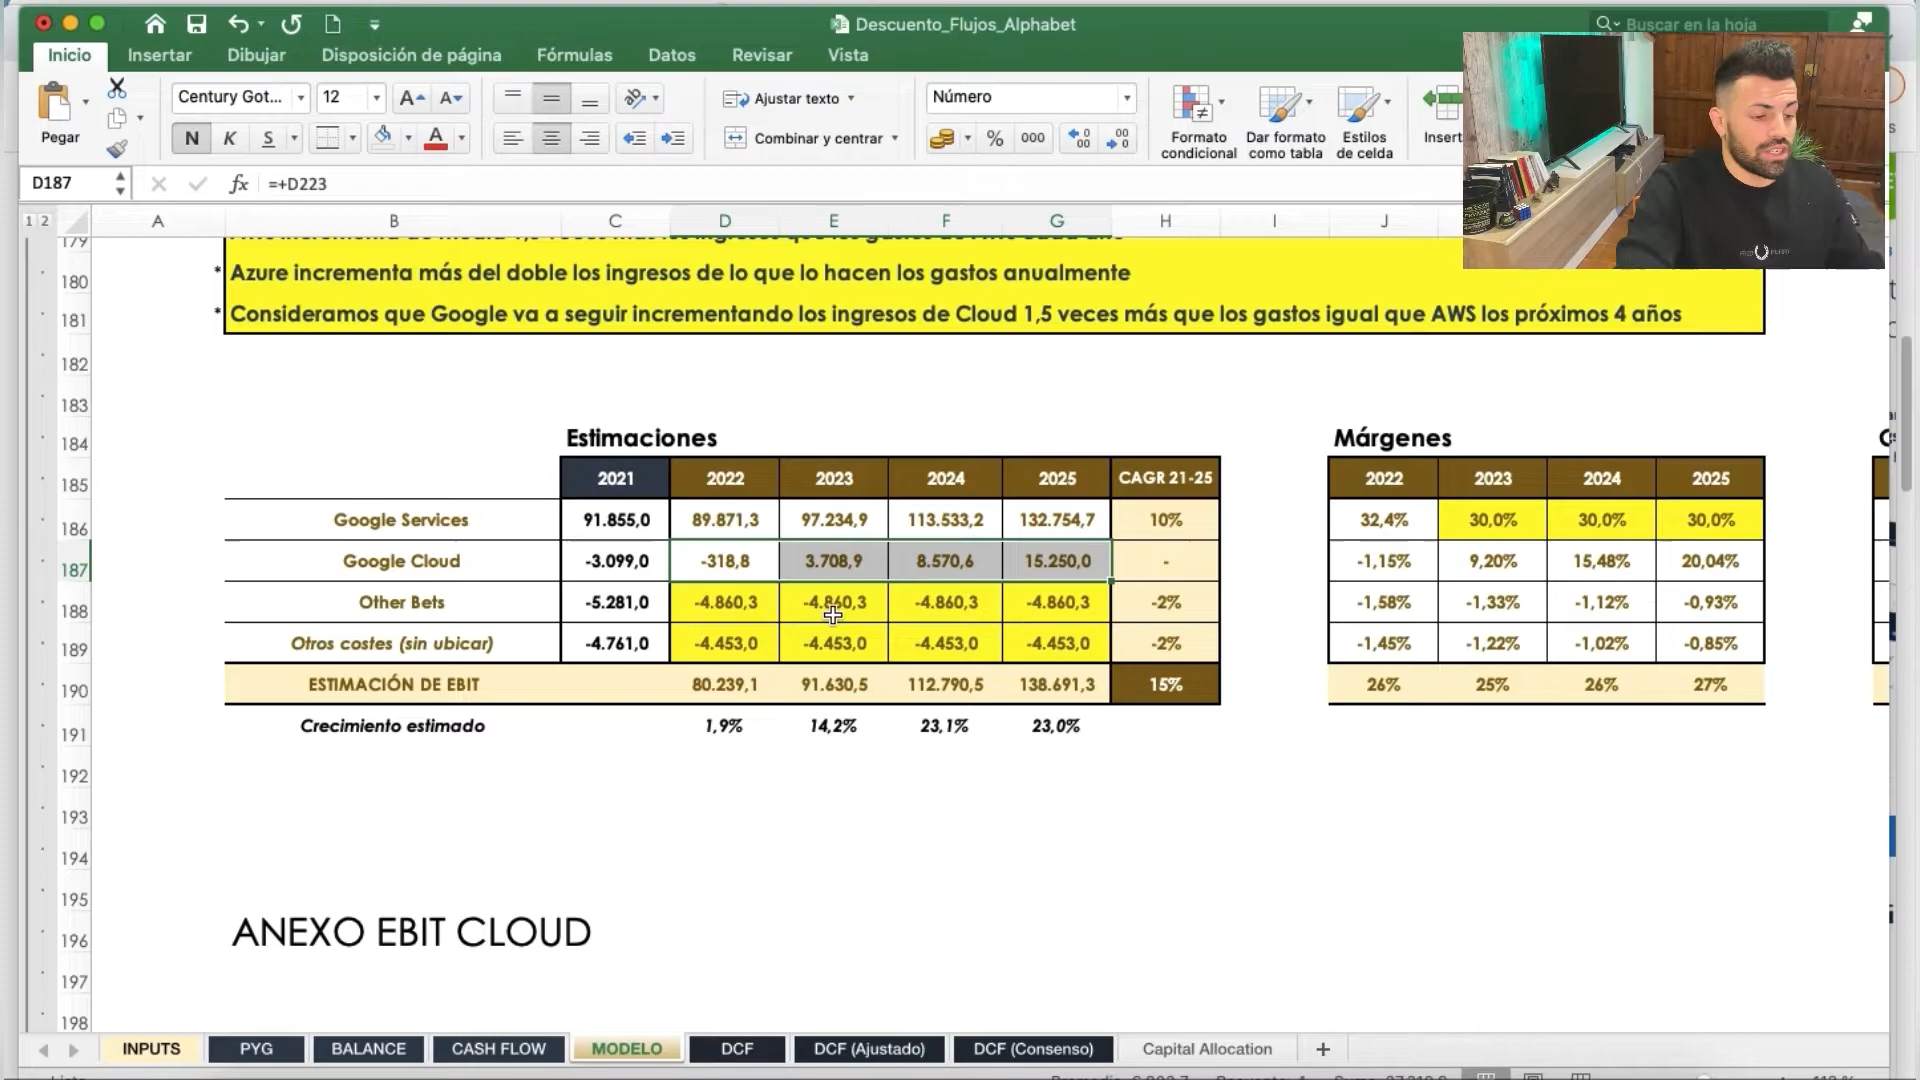 Descuento_Flujos_Alphabet
Buscar en la hoja
Inicio Insertar Dibujar Disposición de página Fórmulas Datos Revisar Vista
Pegar
Century Got... 12
N K S
Ajustar texto
Combinar y centrar
Número
% 000
Formato condicional
Dar formato como tabla
Estilos de celda
Insert
D187 fx =+D223
1 2 A B C D E F G H I J
179
180 * Azure incrementa más del doble los ingresos de lo que lo hacen los gastos anualmente
181 * Consideramos que Google va a seguir incrementando los ingresos de Cloud 1,5 veces más que los gastos igual que AWS los próximos 4 años
182
183
184 Estimaciones Márgenes
185 2021 2022 2023 2024 2025 CAGR 21-25 2022 2023 2024 2025
186 Google Services 91.855,0 89.871,3 97.234,9 113.533,2 132.754,7 10% 32,4% 30,0% 30,0% 30,0%
187 Google Cloud -3.099,0 -318,8 3.708,9 8.570,6 15.250,0 - -1,15% 9,20% 15,48% 20,04%
188 Other Bets -5.281,0 -4.860,3 -4.860,3 -4.860,3 -4.860,3 -2% -1,58% -1,33% -1,12% -0,93%
189 Otros costes (sin ubicar) -4.761,0 -4.453,0 -4.453,0 -4.453,0 -4.453,0 -2% -1,45% -1,22% -1,02% -0,85%
190 ESTIMACIÓN DE EBIT 80.239,1 91.630,5 112.790,5 138.691,3 15% 26% 25% 26% 27%
191 Crecimiento estimado 1,9% 14,2% 23,1% 23,0%
192
193
194
195
196 ANEXO EBIT CLOUD
197
198
INPUTS PYG BALANCE CASH FLOW MODELO DCF DCF (Ajustado) DCF (Consenso) Capital Allocation +